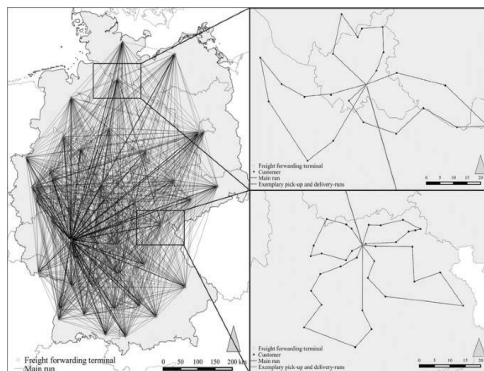 Freight forwarding terminal
Main run
0 50 100 150 200 km
Freight forwarding terminal
Customer
Main run
Exemplary pick-up and delivery-runs
0 5 10 15 20
Freight forwarding terminal
Customer
Main run
Exemplary pick-up and delivery-runs
0 5 10 15 20